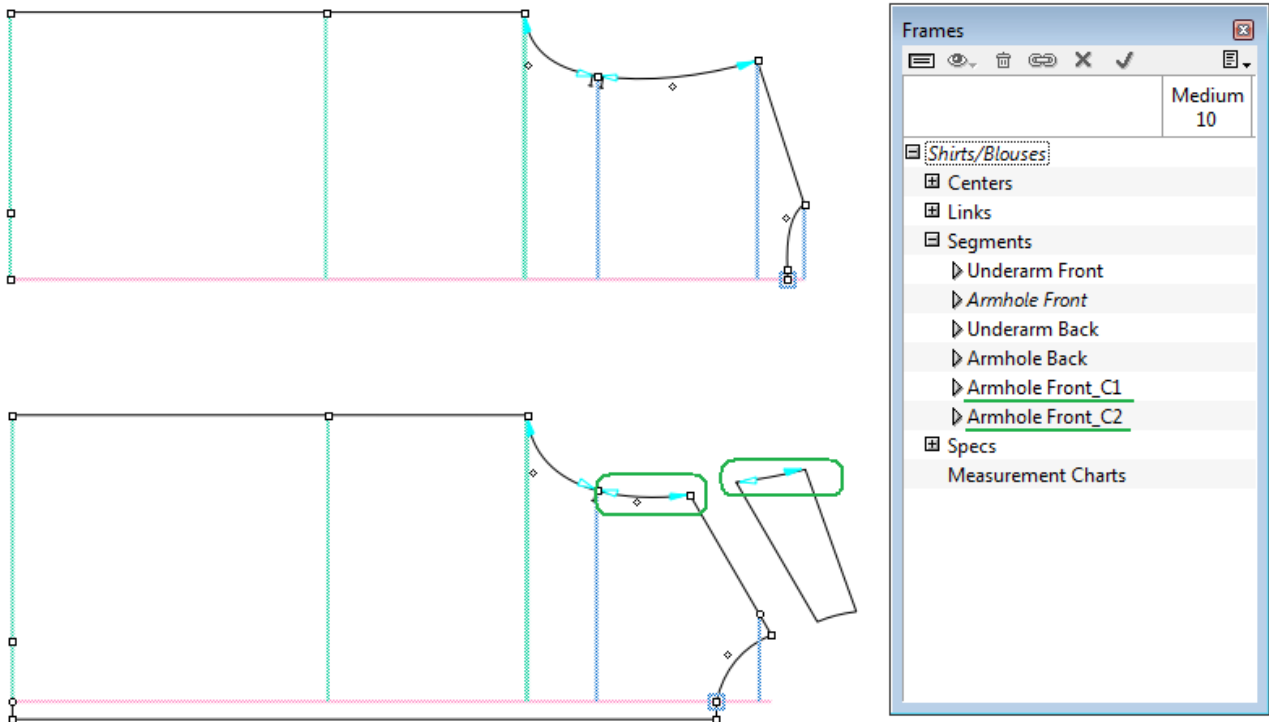 Frames
Medium
10
Shirts/Blouses
Centers
Links
Segments
Underarm Front
Armhole Front
Underarm Back
Armhole Back
Armhole Front_C1
Armhole Front_C2
Specs
Measurement Charts